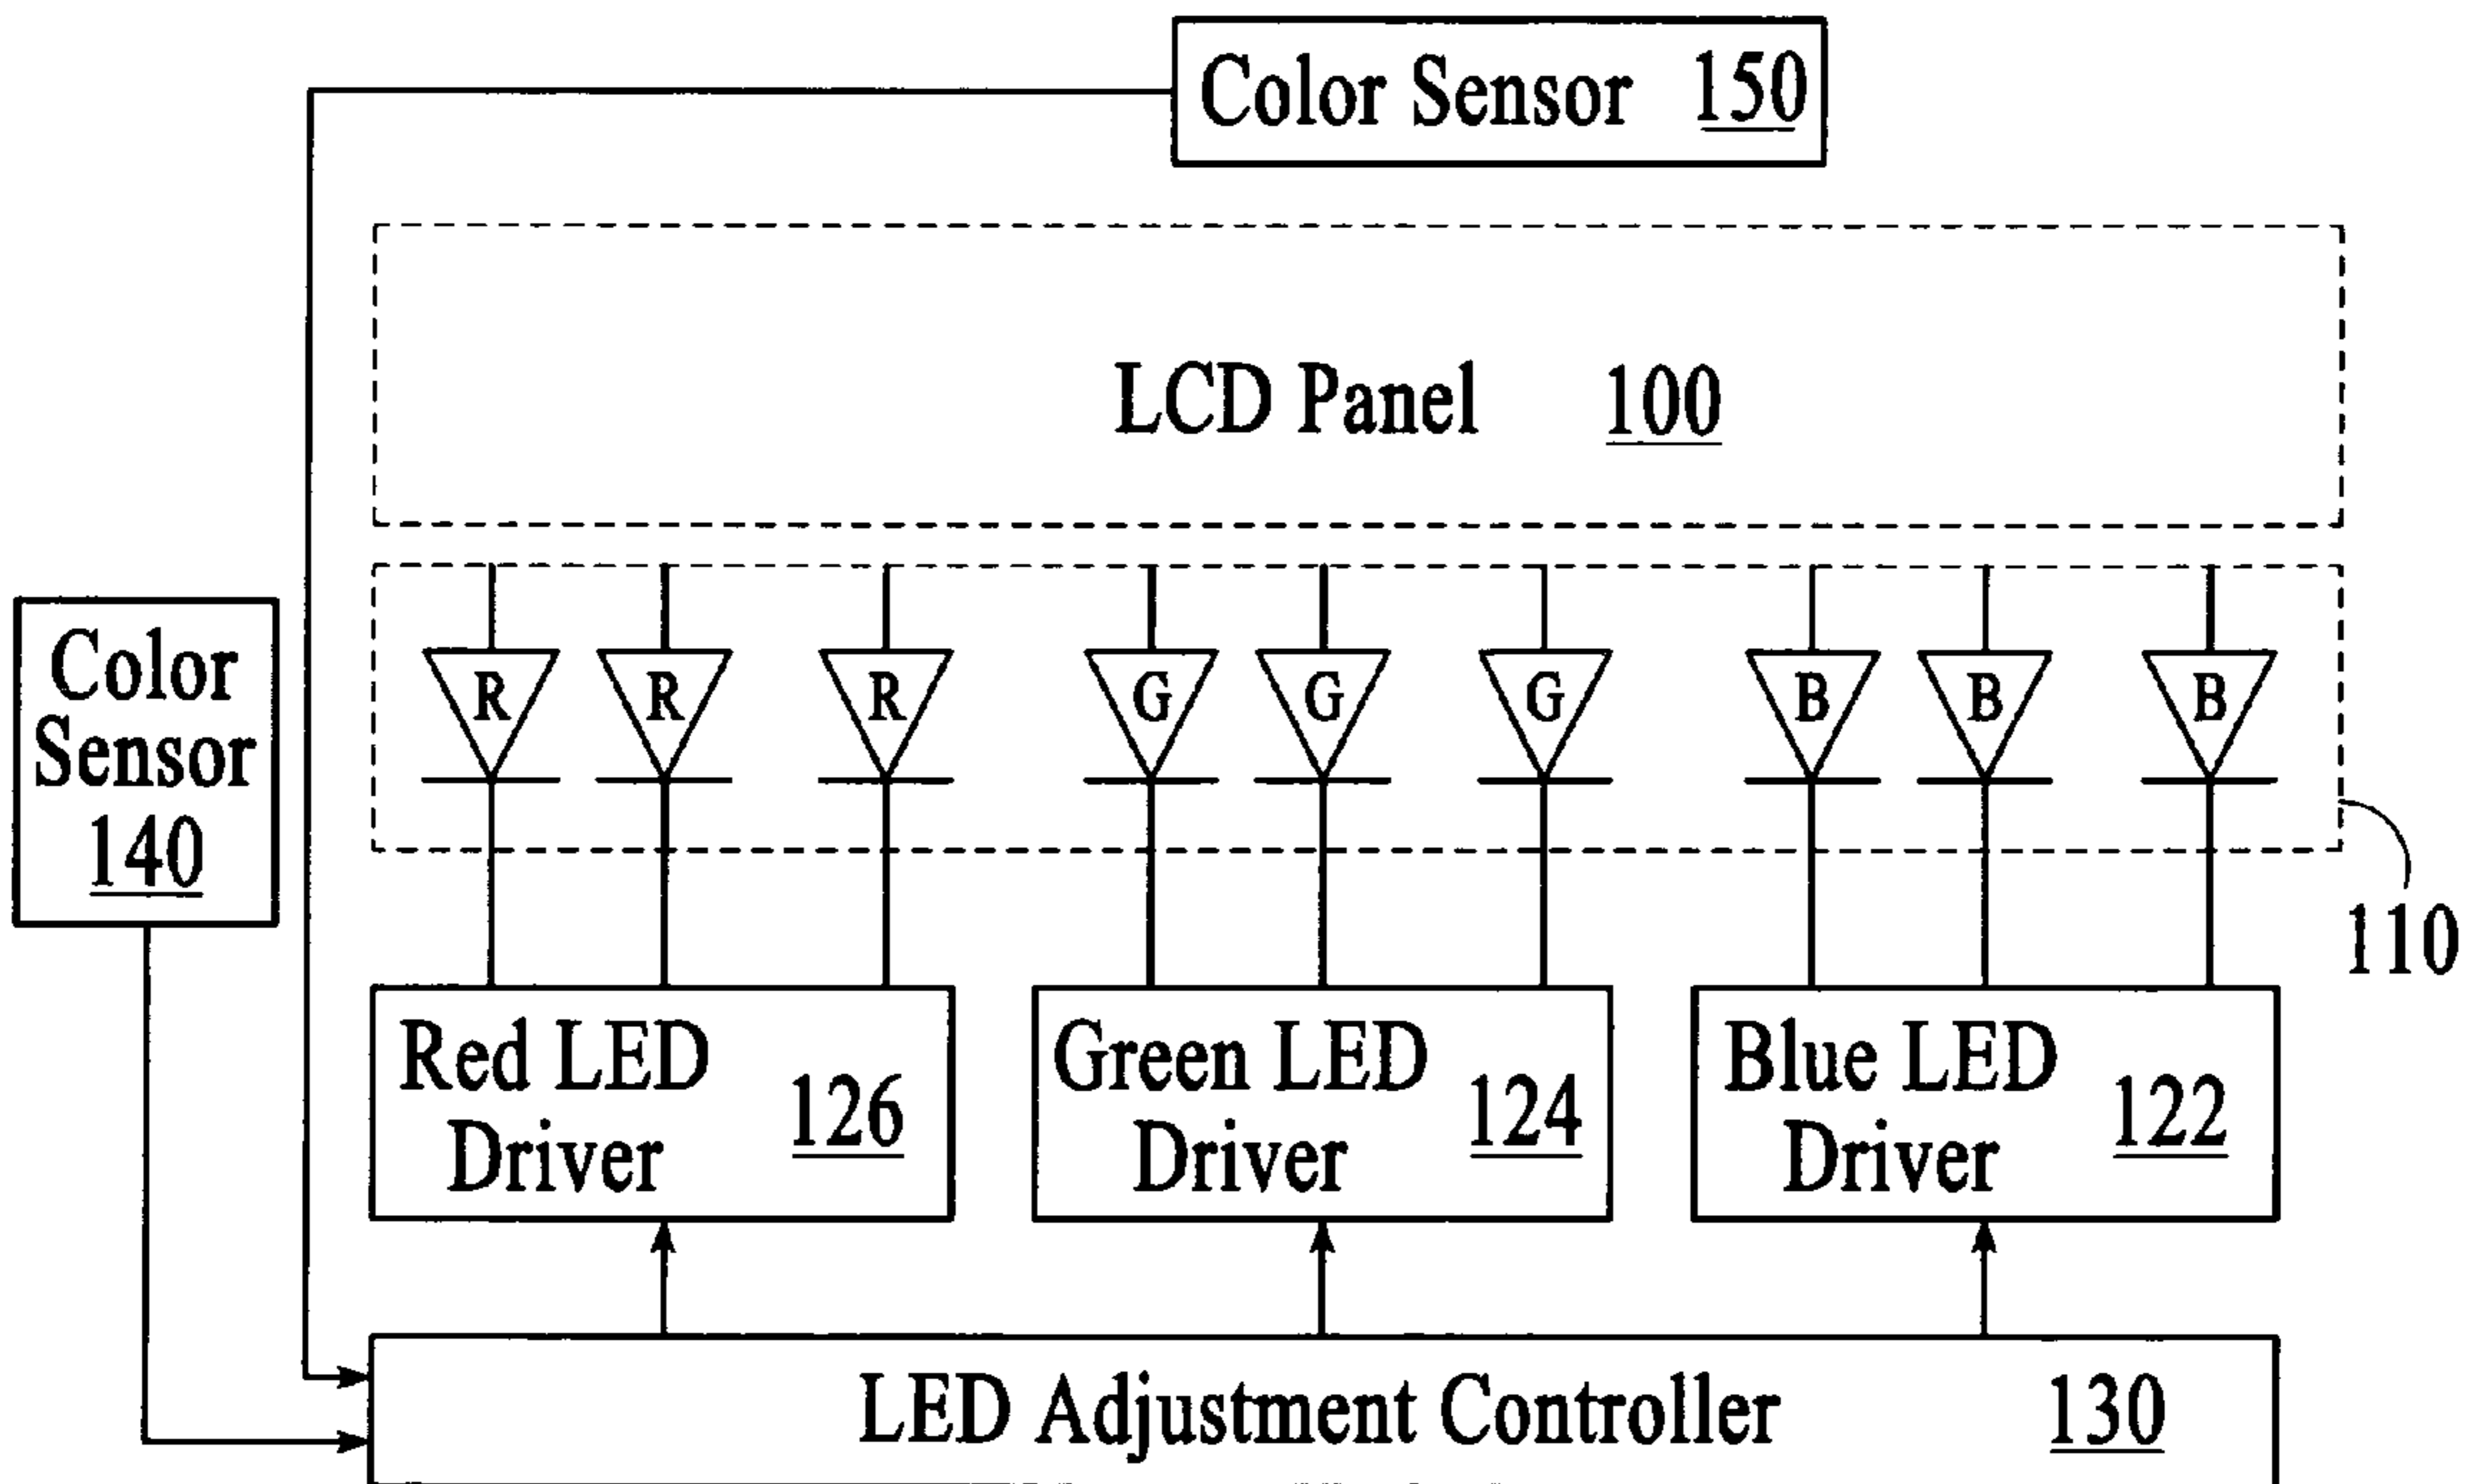 Color Sensor 150
LCD Panel 100
Color
Sensor
140
R R R G G G B B B
110
Red LED
Driver 126
Green LED
Driver 124
Blue LED
Driver 122
LED Adjustment Controller 130